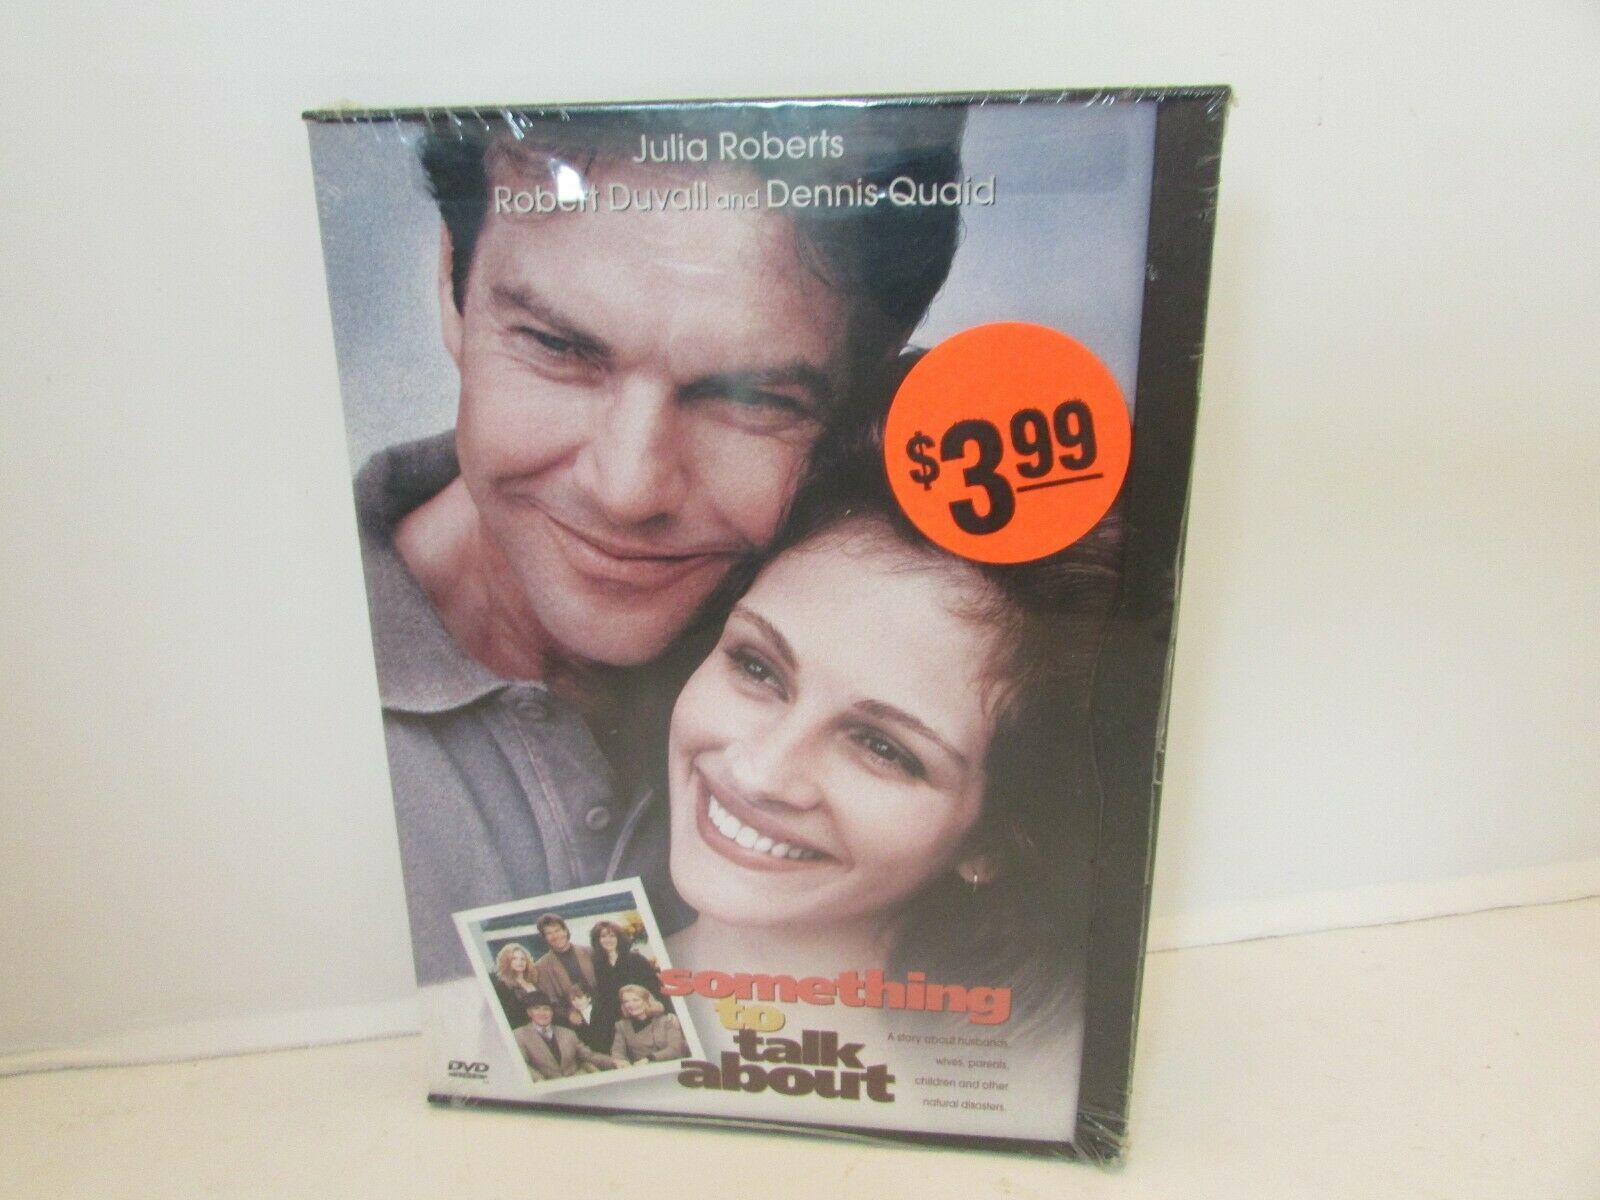 Julia Roberts
Robert Duvall and Dennis Quaid
$3.99
something
to
talk
about
A story about husbands,
wives, parents,
children and other
natural disasters.
DVD